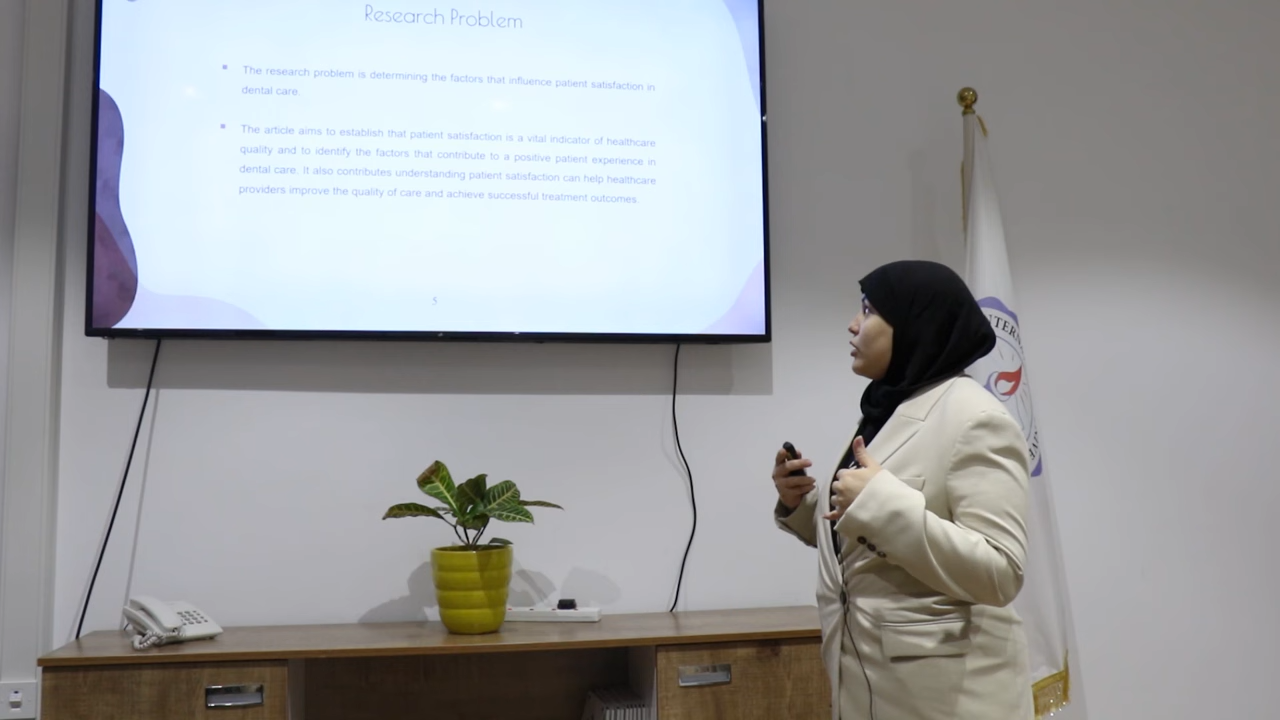 Research Problem
The research problem is determining the factors that influence patient satisfaction in
dental care.
The article aims to establish that patient satisfaction is a vital indicator of healthcare
quality and to identify the factors that contribute to a positive patient experience in
dental care. It also contributes understanding patient satisfaction can help healthcare
providers improve the quality of care and achieve successful treatment outcomes.
5